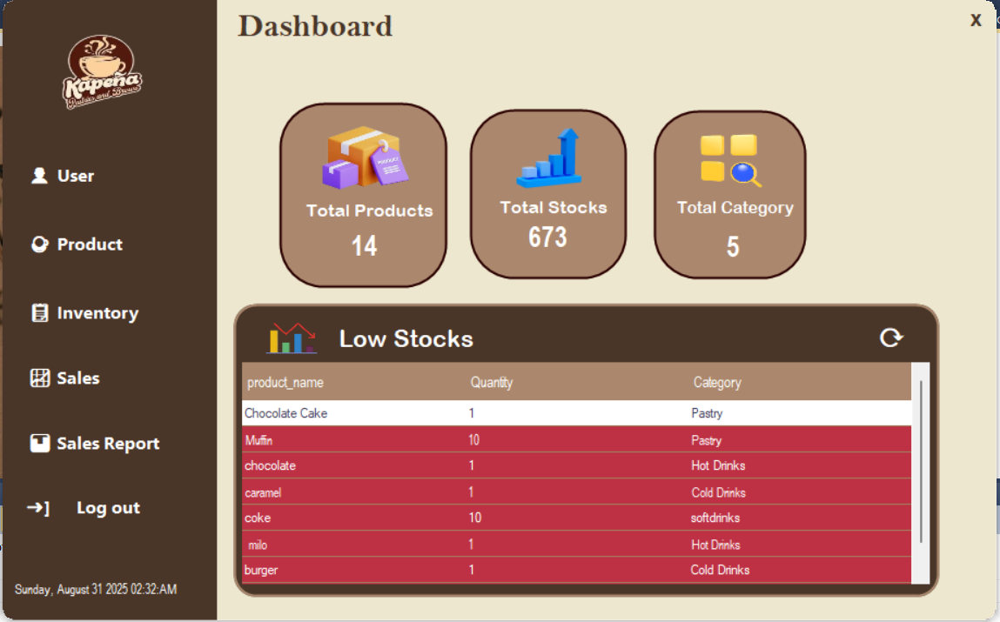 Dashboard
X
Kapeña
Pastries and Brews
User
Product
Inventory
Sales
Sales Report
Log out
Sunday, August 31 2025 02:32:AM
PRODUCT
Total Products
14
Total Stocks
673
Total Category
5
Low Stocks
product_name Quantity Category
Chocolate Cake 1 Pastry
Muffin 10 Pastry
chocolate 1 Hot Drinks
caramel 1 Cold Drinks
coke 10 softdrinks
milo 1 Hot Drinks
burger 1 Cold Drinks